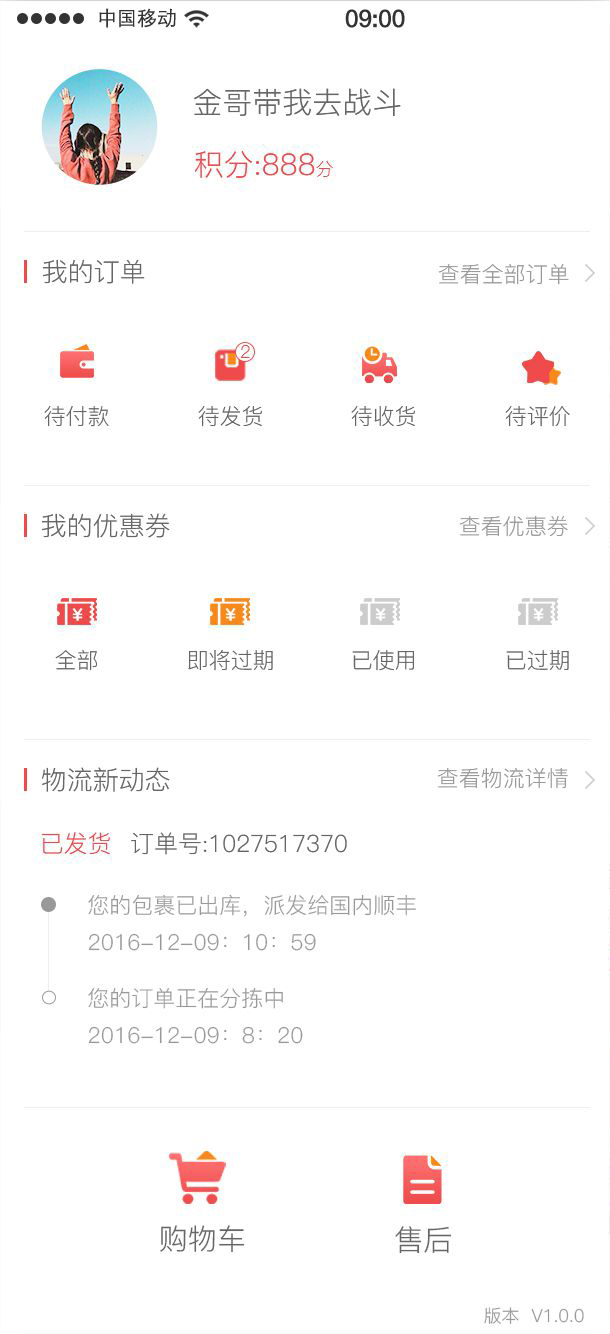 中国移动 09:00
金哥带我去战斗
积分:888分
我的订单 查看全部订单
2
待付款 待发货 待收货 待评价
我的优惠券 查看优惠券
¥ ¥ ¥ ¥
全部 即将过期 已使用 已过期
物流新动态 查看物流详情
已发货 订单号:1027517370
您的包裹已出库，派发给国内顺丰
2016-12-09：10：59
您的订单正在分拣中
2016-12-09：8：20
购物车 售后
版本 V1.0.0